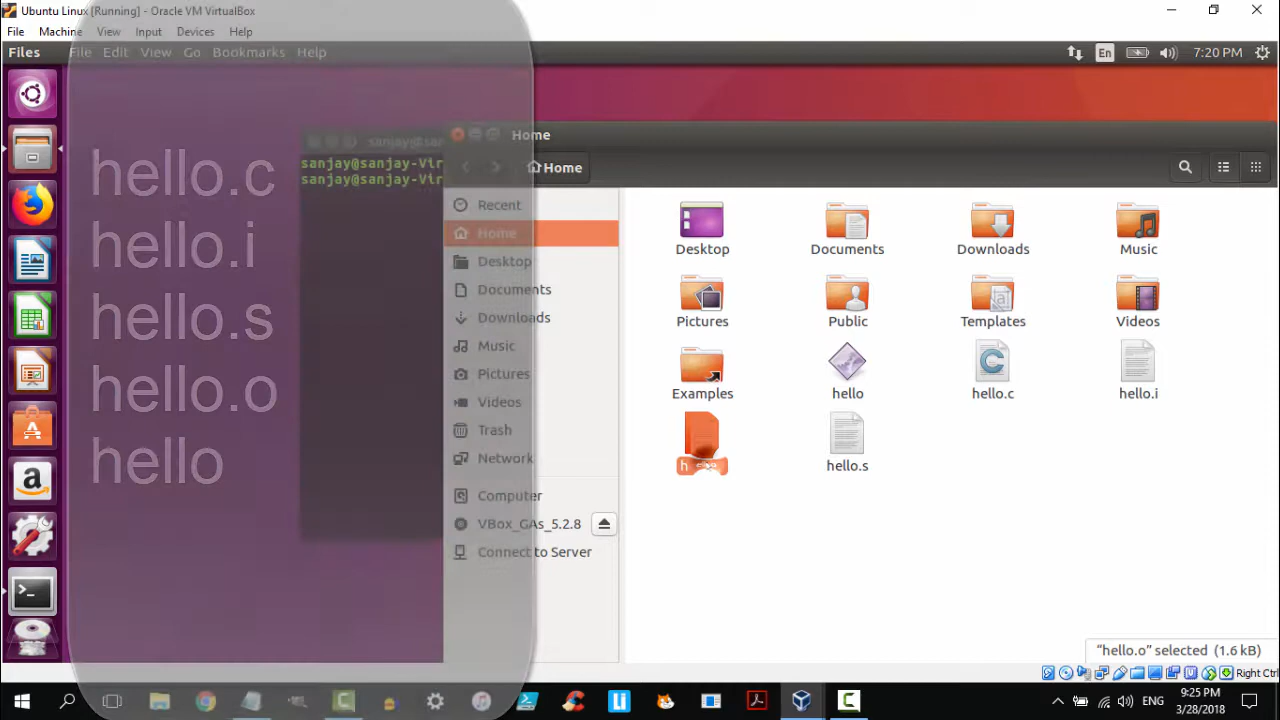 Ubuntu Linux [Running] - Oracle VM VirtualBox
File Machine View Input Devices Help
Files File Edit View Go Bookmarks Help
En 7:20 PM
hello.c
hello.i
hello.s
hello.o
hello
sanjay@san
sanjay@sanjay-Vir
sanjay@sanjay-Vir
Home
Home
Recent
Home
Desktop
Documents
Downloads
Music
Pictures
Videos
Trash
Network
Computer
VBox_GAs_5.2.8
Connect to Server
Desktop Documents Downloads Music
Pictures Public Templates Videos
Examples hello hello.c hello.i
hello.s
"hello.o" selected (1.6 kB)
Right Ctrl
ENG
9:25 PM
3/28/2018